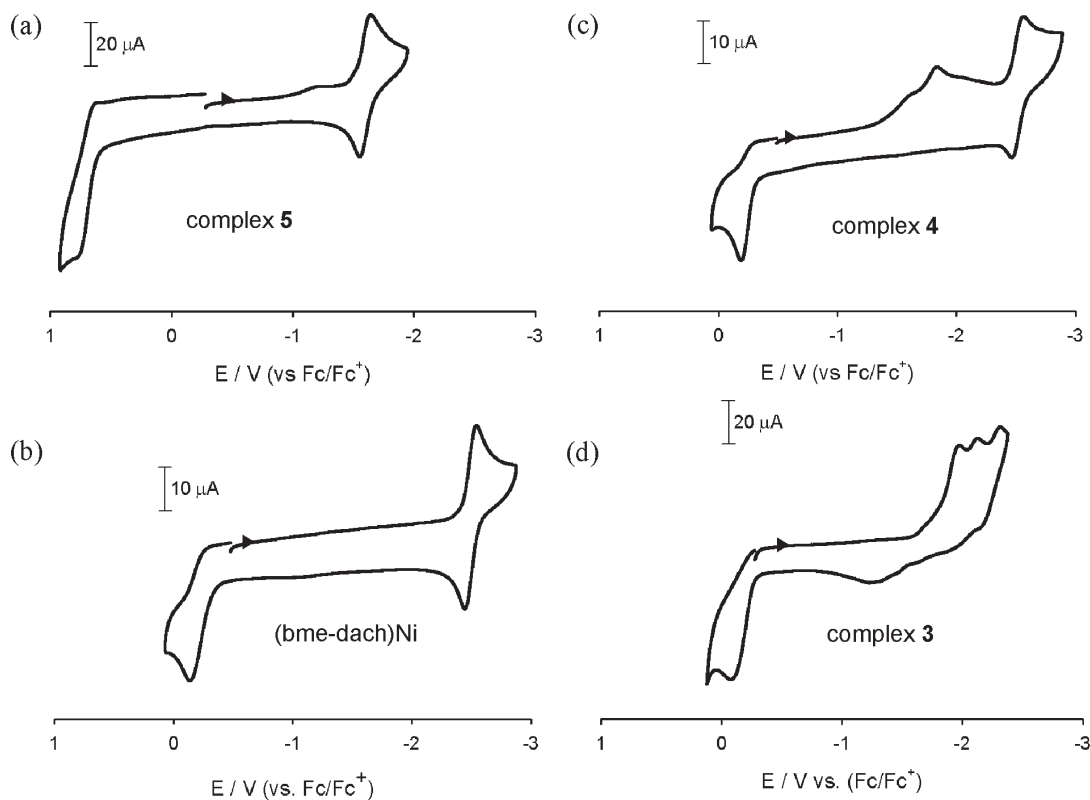 (a)
20 µA
complex 5
1 0 -1 -2 -3
E / V (vs Fc/Fc⁺)
(c)
10 µA
complex 4
1 0 -1 -2 -3
E / V (vs Fc/Fc⁺)
(b)
10 µA
(bme-dach)Ni
1 0 -1 -2 -3
E / V (vs. Fc/Fc⁺)
20 µA
(d)
complex 3
1 0 -1 -2 -3
E / V vs. (Fc/Fc⁺)